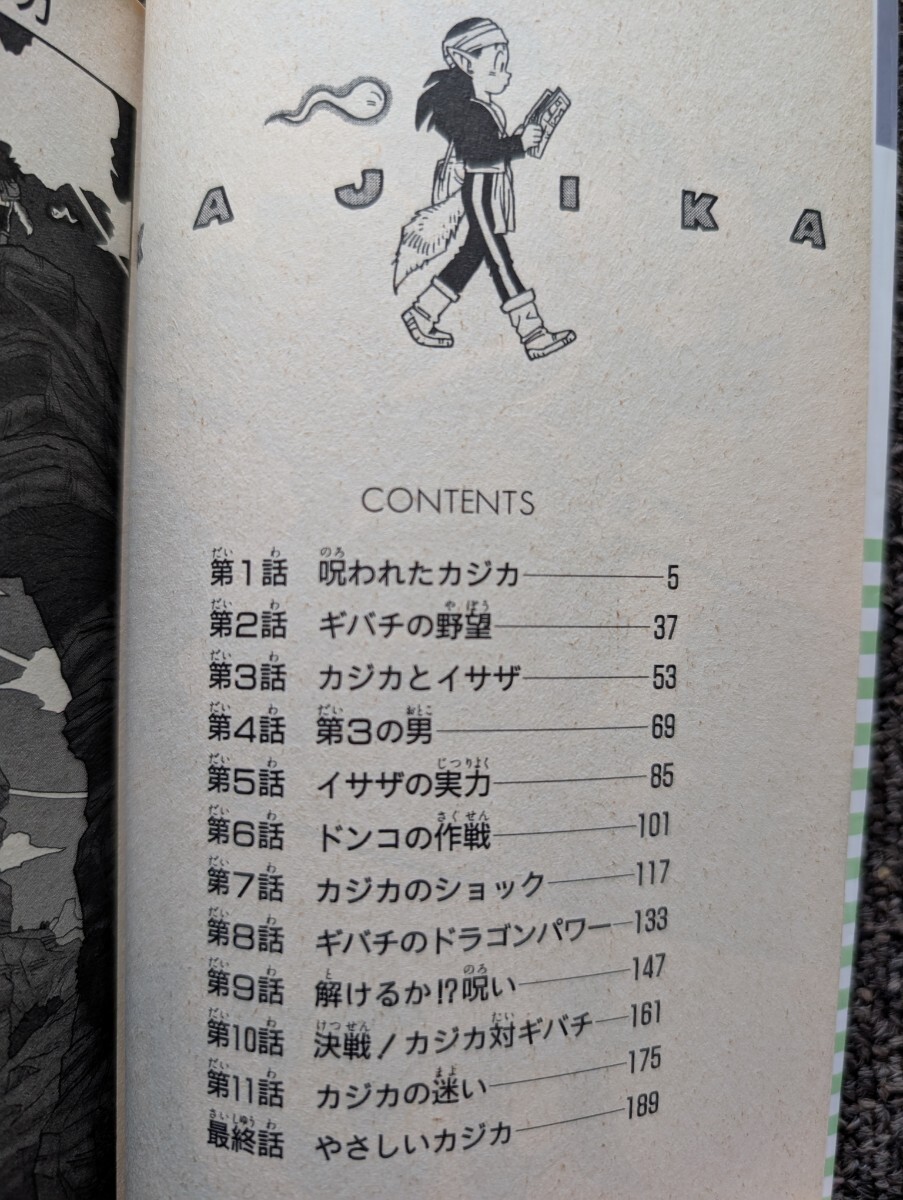 KAJIKA
CONTENTS
第1話 呪われたカジカ 5
第2話 ギバチの野望 37
第3話 カジカとイサザ 53
第4話 第3の男 69
第5話 イサザの実力 85
第6話 ドンコの作戦 101
第7話 カジカのショック 117
第8話 ギバチのドラゴンパワー 133
第9話 解けるか!?呪い 147
第10話 決戦!カジカ対ギバチ 161
第11話 カジカの迷い 175
最終話 やさしいカジカ 189